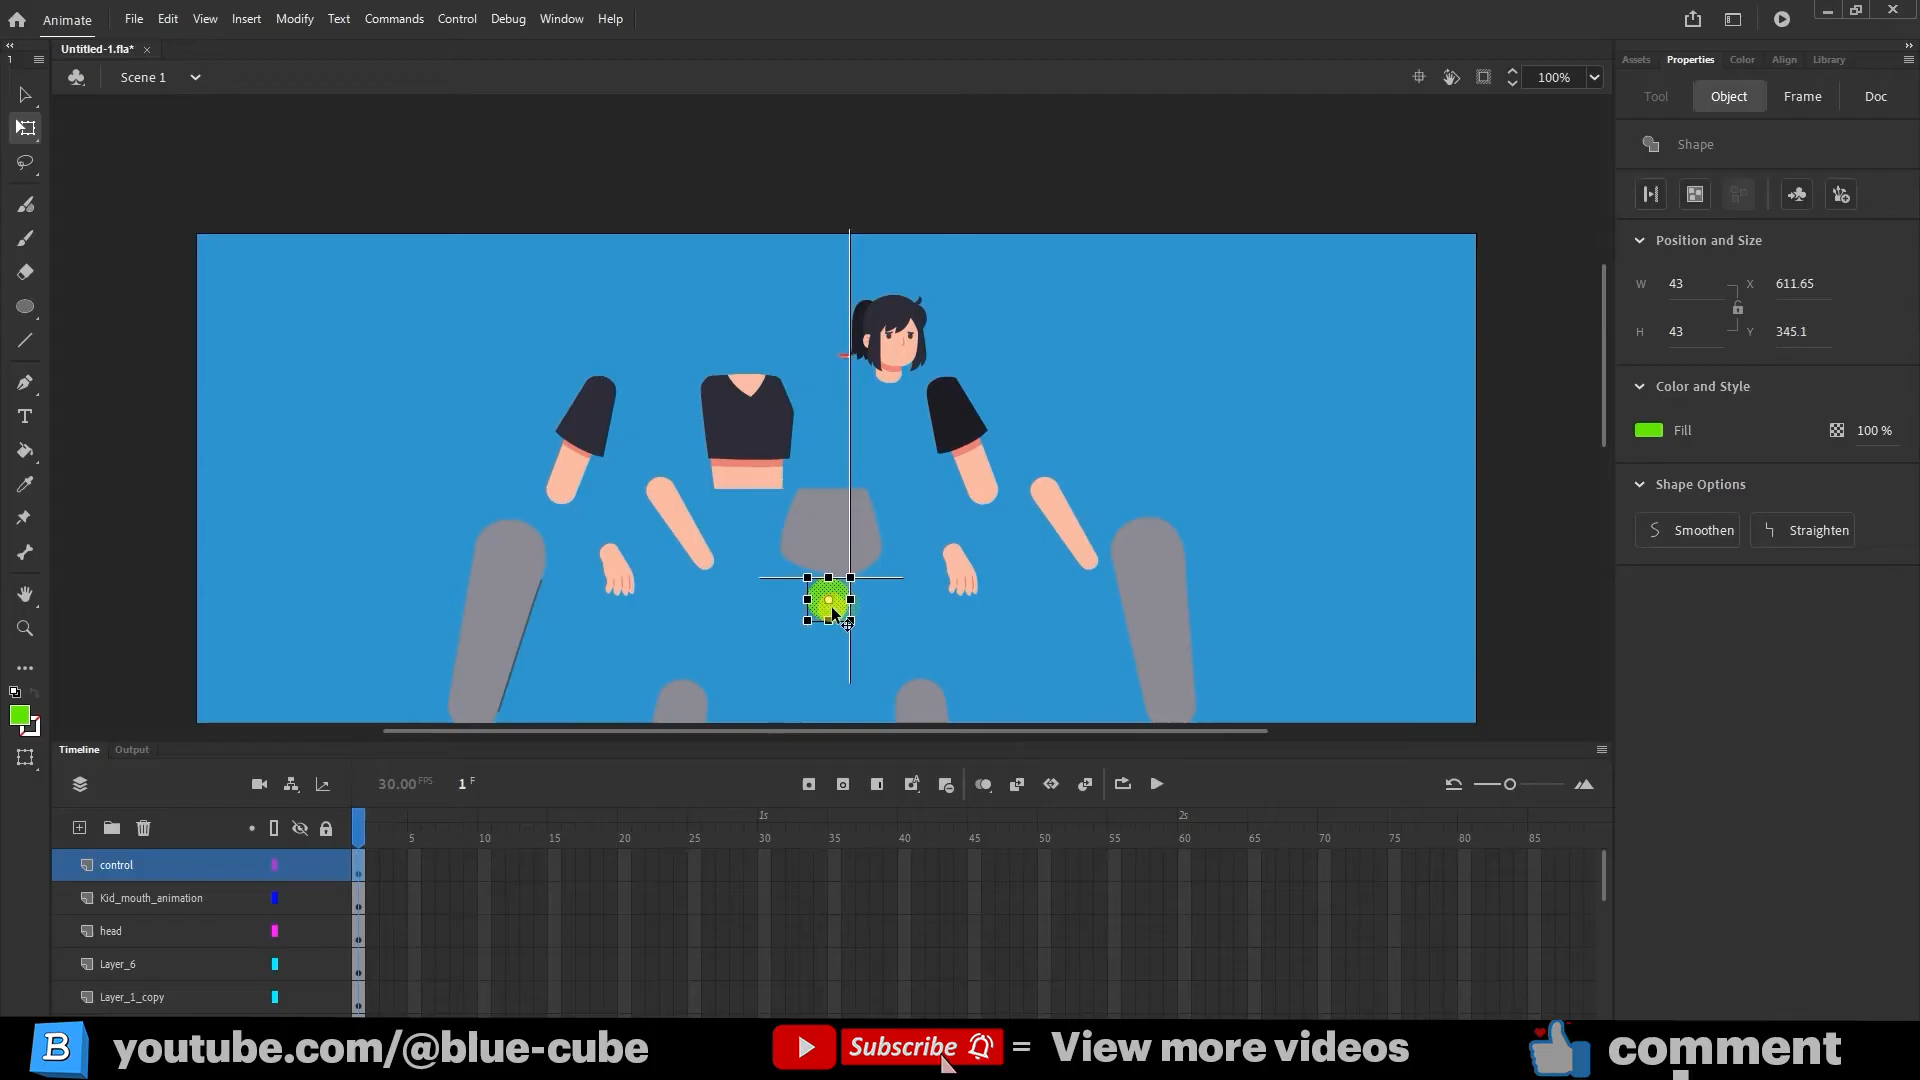 Animate File Edit View Insert Modify Text Commands Control Debug Window Help
Untitled-1.fla*
Assets Properties Color Align Library
Scene 1 100%
Tool Object Frame Doc
Shape
Position and Size
W 43 X 611.65
H 43 Y 345.1
Color and Style
Fill 100 %
Shape Options
Smoothen Straighten
Timeline Output
30.00 FPS 1 F
1s 2s
5 10 15 20 25 30 35 40 45 50 55 60 65 70 75 80 85
control
Kid_mouth_animation
head
Layer_6
Layer_1_copy
B youtube.com/@blue-cube Subscribe = View more videos comment